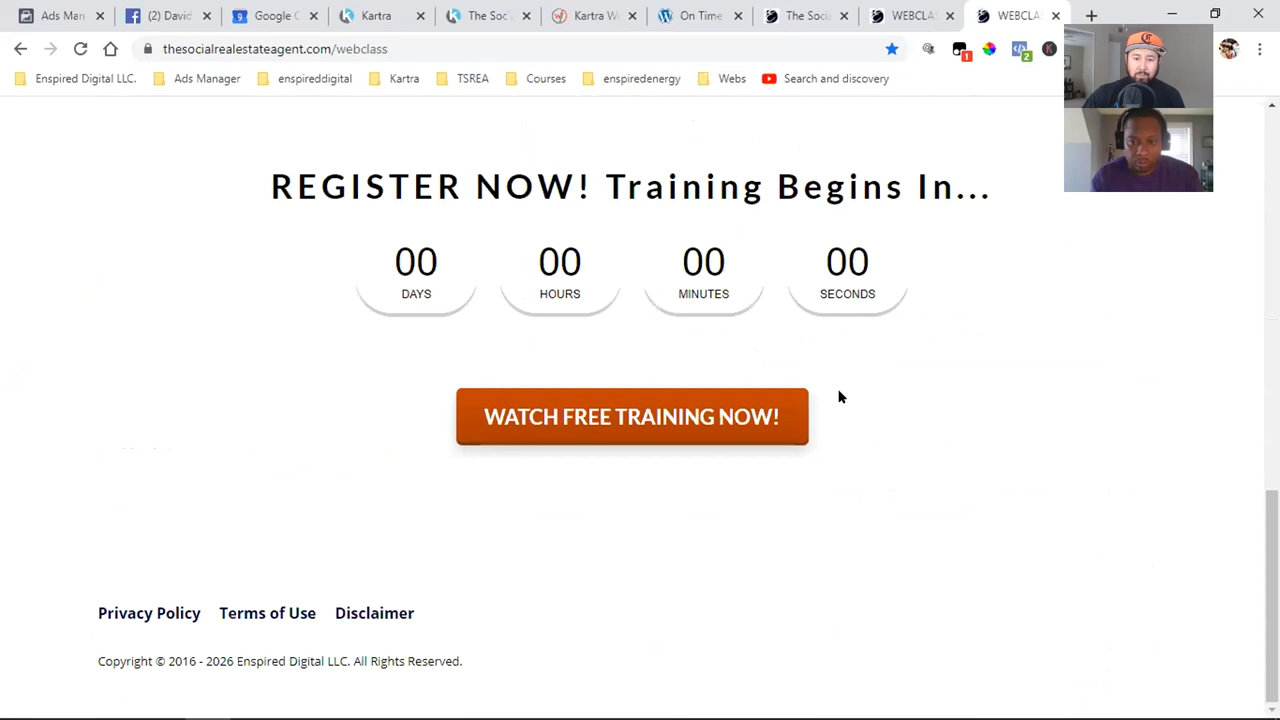 Ads Man
(2) David
Google C
Kartra
The Soc
Kartra W
On Time
The Soci
WEBCLA
WEBCLA
thesocialrealestateagent.com/webclass
1
2
K
Enspired Digital LLC.
Ads Manager
enspireddigital
Kartra
TSREA
Courses
enspiredenergy
Webs
Search and discovery
REGISTER NOW! Training Begins In...
00 00 00 00
DAYS HOURS MINUTES SECONDS
WATCH FREE TRAINING NOW!
Privacy Policy Terms of Use Disclaimer
Copyright © 2016 - 2026 Enspired Digital LLC. All Rights Reserved.